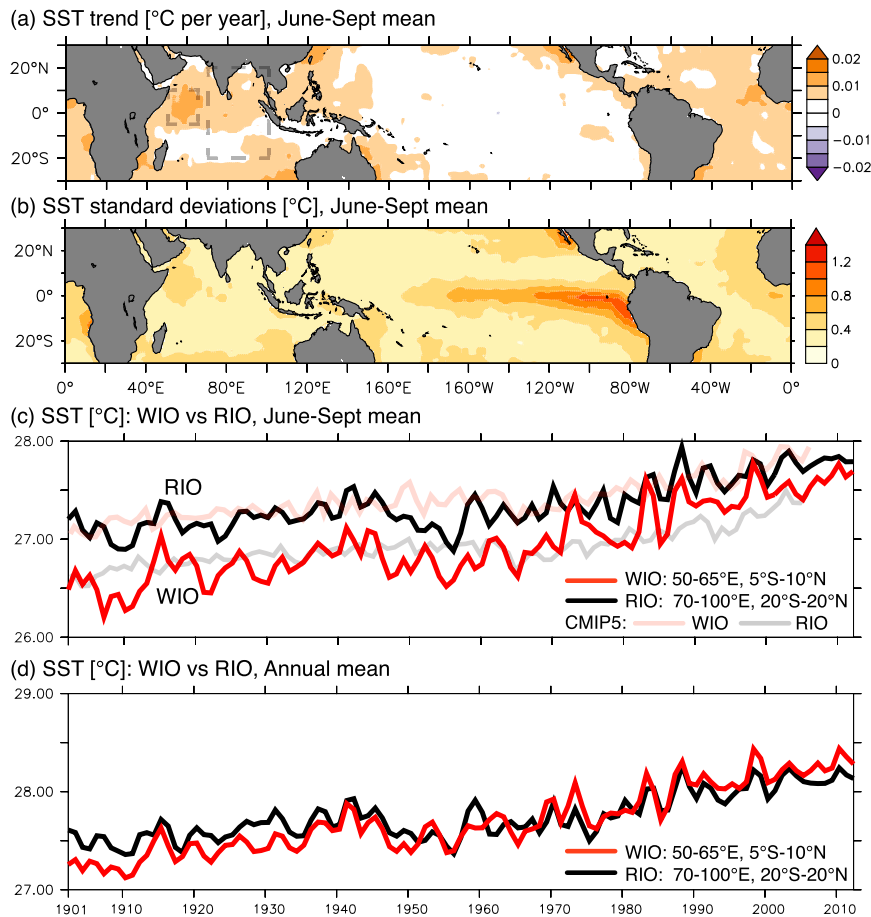 (a) SST trend [°C per year], June-Sept mean
20°N
0°
20°S
0.02
0.01
0
−0.01
−0.02
(b) SST standard deviations [°C], June-Sept mean
20°N
0°
20°S
1.2
0.8
0.4
0
0° 40°E 80°E 120°E 160°E 160°W 120°W 80°W 40°W 0°
(c) SST [°C]: WIO vs RIO, June-Sept mean
28.00
27.00
26.00
RIO
WIO
WIO: 50-65°E, 5°S-10°N
RIO: 70-100°E, 20°S-20°N
CMIP5: WIO RIO
(d) SST [°C]: WIO vs RIO, Annual mean
29.00
28.00
27.00
WIO: 50-65°E, 5°S-10°N
RIO: 70-100°E, 20°S-20°N
1901 1910 1920 1930 1940 1950 1960 1970 1980 1990 2000 2010